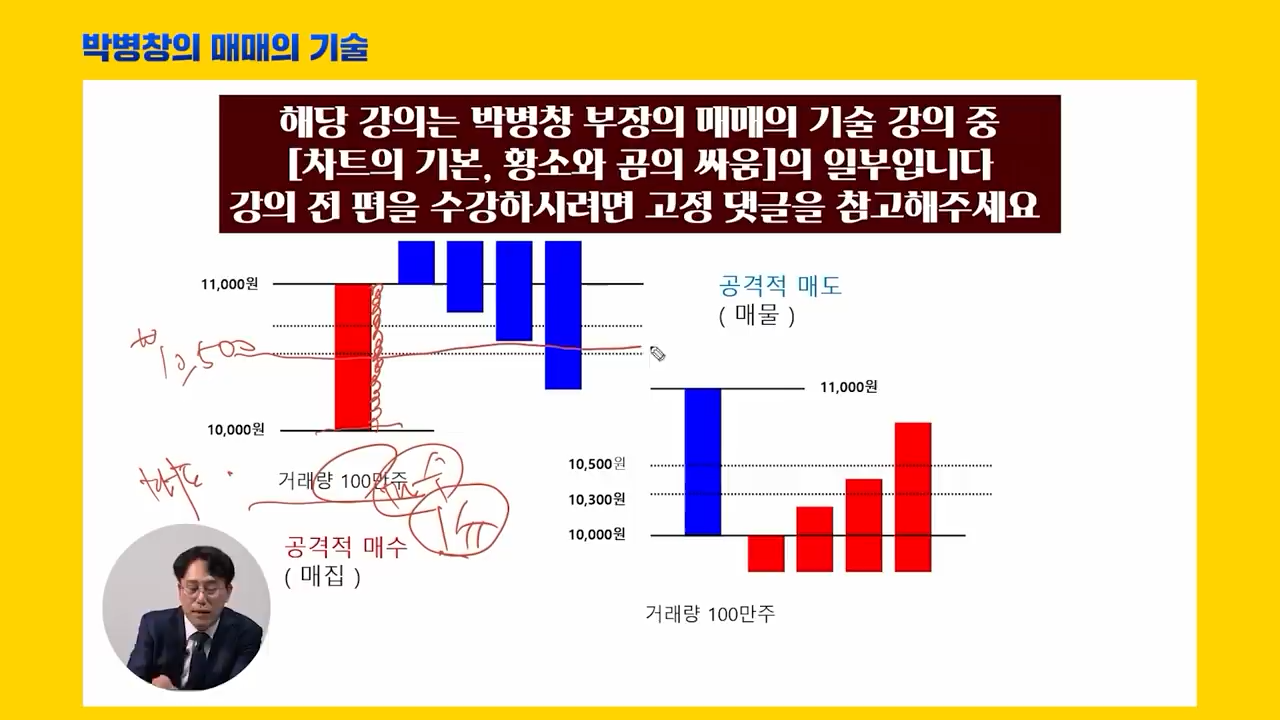 박병창의 매매의 기술
해당 강의는 박병창 부장의 매매의 기술 강의 중
[차트의 기본, 황소와 곰의 싸움]의 일부입니다
강의 전 편을 수강하시려면 고정 댓글을 참고해주세요
11,000원
₩10,500
10,000원
거래량 100만주
공격적 매수
( 매집 )
공격적 매도
( 매물 )
11,000원
10,500원
10,300원
10,000원
거래량 100만주